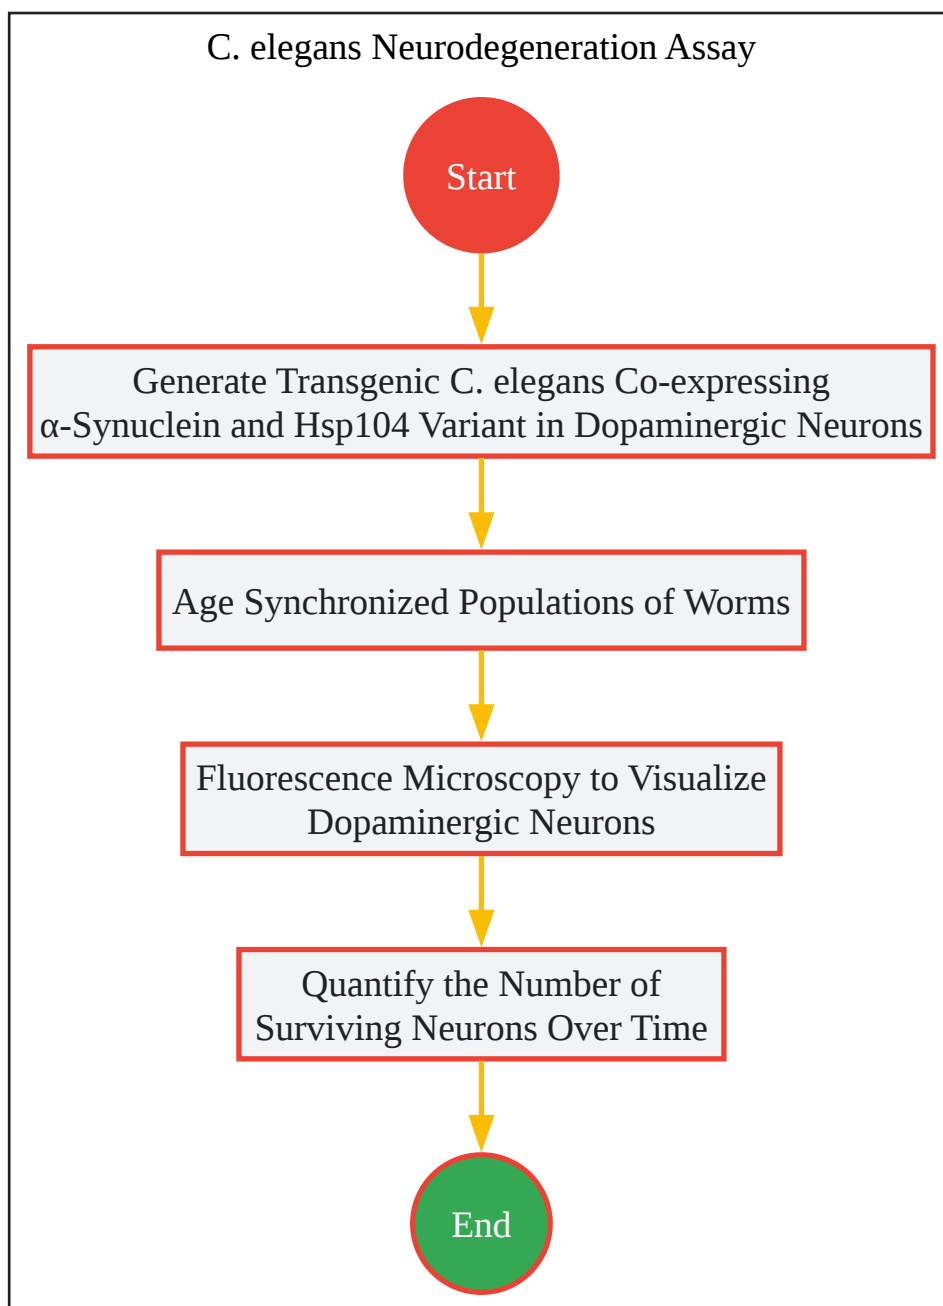 C. elegans Neurodegeneration Assay
Start
Generate Transgenic C. elegans Co-expressing
α-Synuclein and Hsp104 Variant in Dopaminergic Neurons
Age Synchronized Populations of Worms
Fluorescence Microscopy to Visualize
Dopaminergic Neurons
Quantify the Number of
Surviving Neurons Over Time
End